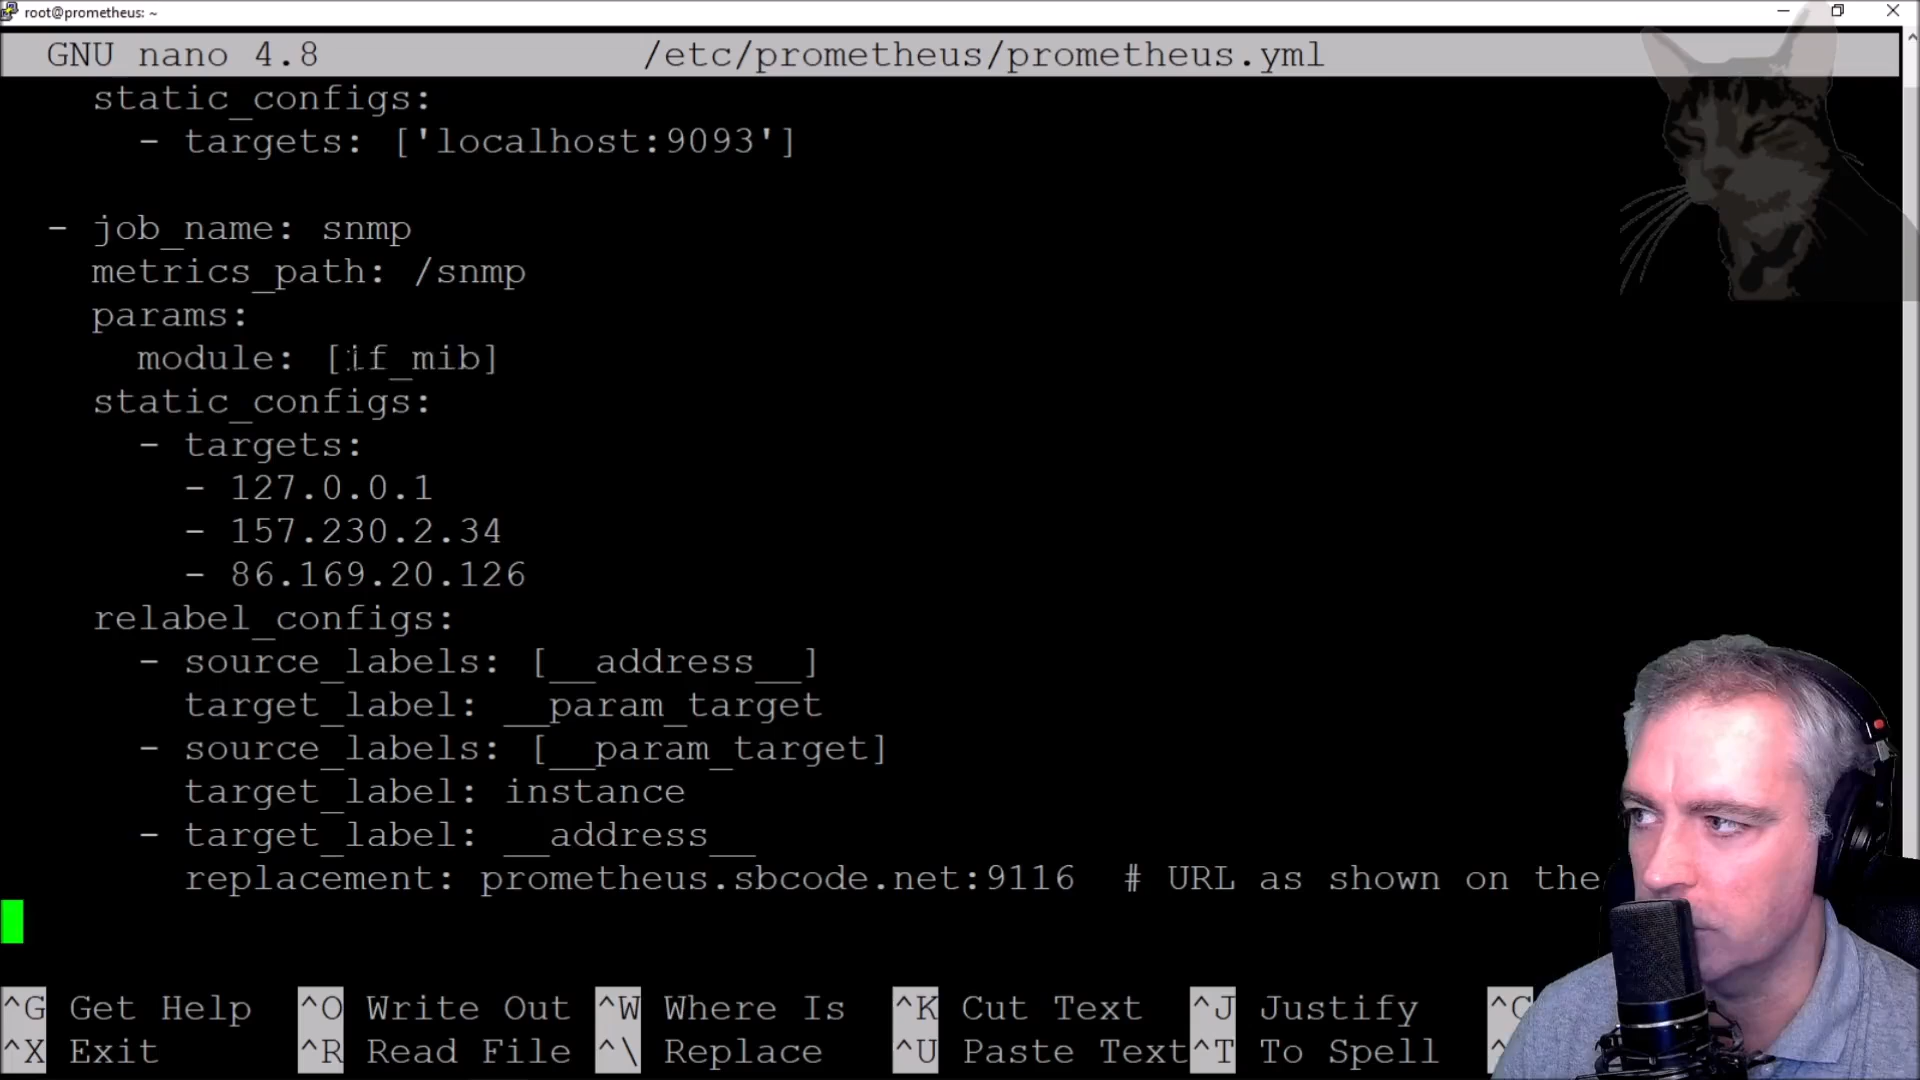 root@prometheus: ~
GNU nano 4.8 /etc/prometheus/prometheus.yml
static_configs:
- targets: ['localhost:9093']
- job_name: snmp
metrics_path: /snmp
params:
module: [if_mib]
static_configs:
- targets:
- 127.0.0.1
- 157.230.2.34
- 86.169.20.126
relabel_configs:
- source_labels: [__address__]
target_label: __param_target
- source_labels: [__param_target]
target_label: instance
- target_label: __address__
replacement: prometheus.sbcode.net:9116 # URL as shown on the
^G Get Help ^O Write Out ^W Where Is ^K Cut Text ^J Justify ^C
^X Exit ^R Read File ^\ Replace ^U Paste Text ^T To Spell